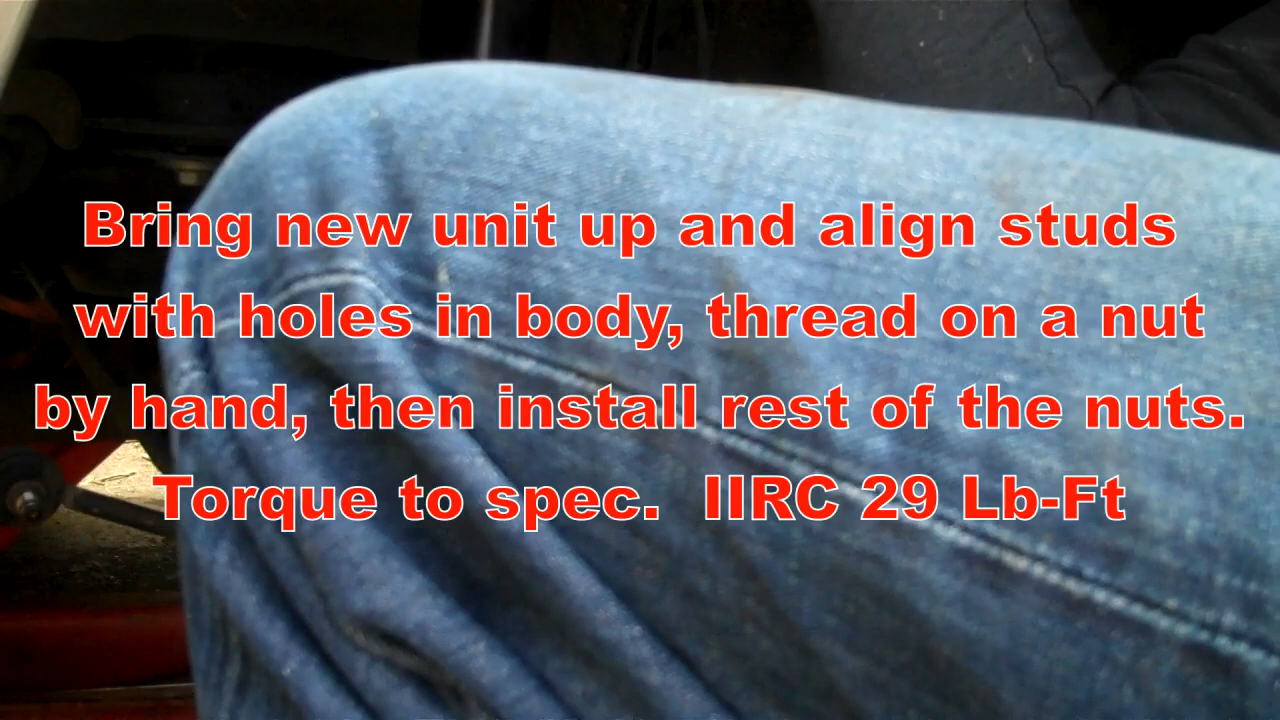 Bring new unit up and align studs
with holes in body, thread on a nut
by hand, then install rest of the nuts.
Torque to spec.  IIRC 29 Lb-Ft